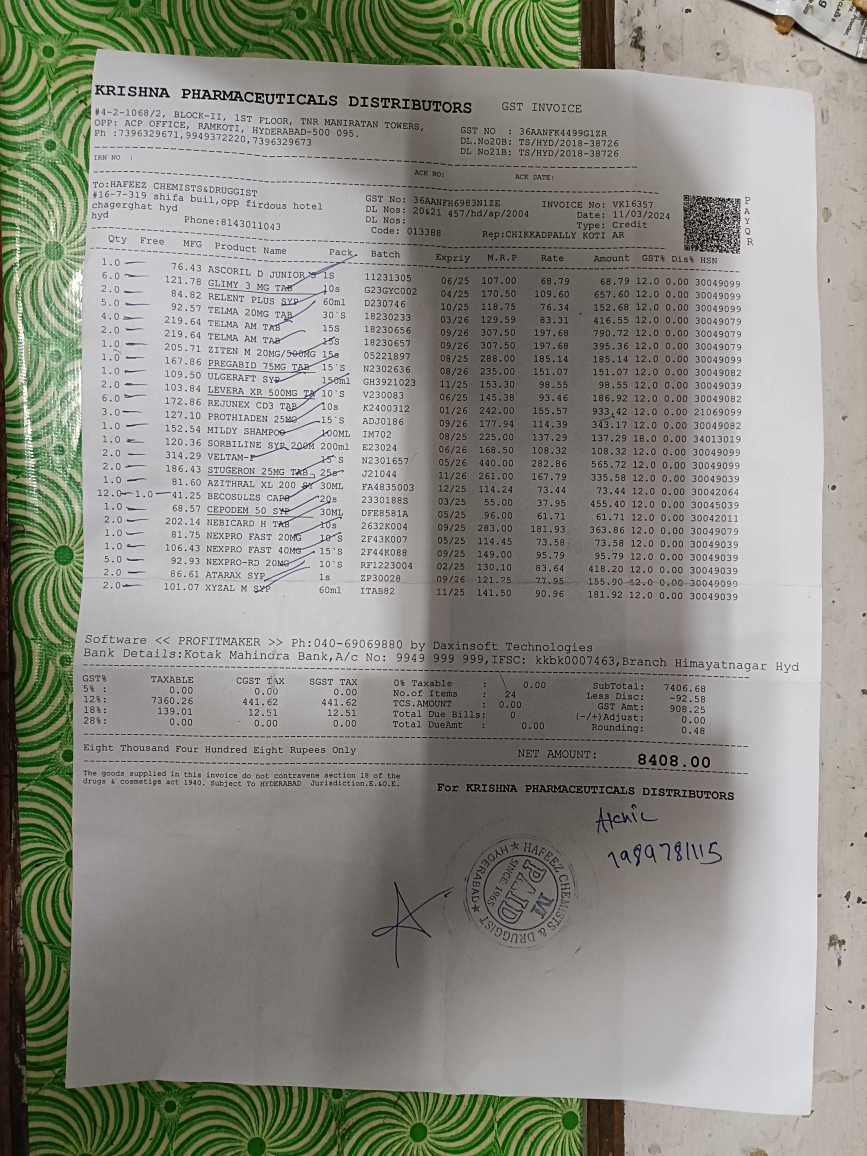 KRISHNA PHARMACEUTICALS DISTRIBUTORS GST INVOICE
#4-2-1068/2, BLOCK-II, 1ST FLOOR, TNR MANIRATAN TOWERS,
OPP: ACP OFFICE, RAMKOTI, HYDERABAD-500 095.
Ph :7396329671,9949372220,7396329673
GST NO : 36AANFK4499G1ZR
DL.No20B: TS/HYD/2018-38726
DL No21B: TS/HYD/2018-38726
IRN NO : ACK NO: ACK DATE:
To:HAFEEZ CHEMISTS&DRUGGIST
#16-7-319 shifa buil,opp firdous hotel
chagerghat hyd
hyd Phone:8143011043
GST No: 36AANFH6983N1ZE
DL Nos: 20&21 457/hd/ap/2004
DL Nos:
Code: 013388 Rep:CHIKKADPALLY KOTI AR
INVOICE No: VK16357
Date: 11/03/2024
Type: Credit
PAYQR
Qty Free MFG Product Name Pack Batch Expriy M.R.P Rate Amount GST% Dis% HSN
1.0 76.43 ASCORIL D JUNIOR S 1S 11231305 06/25 107.00 68.79 68.79 12.0 0.00 30049099
6.0 121.78 GLIMY 3 MG TAB 10s G23GYC002 04/25 170.50 109.60 657.60 12.0 0.00 30049099
2.0 84.82 RELENT PLUS SYP 60ml D230746 10/25 118.75 76.34 152.68 12.0 0.00 30049099
5.0 92.57 TELMA 20MG TAB 30`S 18230233 03/26 129.59 83.31 416.55 12.0 0.00 30049079
4.0 219.64 TELMA AM TAB 15S 18230656 09/26 307.50 197.68 790.72 12.0 0.00 30049079
2.0 219.64 TELMA AM TAB 15S 18230657 09/26 307.50 197.68 395.36 12.0 0.00 30049079
1.0 205.71 ZITEN M 20MG/500MG 15s 05221897 08/25 288.00 185.14 185.14 12.0 0.00 30049099
1.0 167.86 PREGABID 75MG TAB 15`S N2302636 08/26 235.00 151.07 151.07 12.0 0.00 30049082
1.0 109.50 ULGERAFT SYP 150ml GH3921023 11/25 153.30 98.55 98.55 12.0 0.00 30049039
2.0 103.84 LEVERA XR 500MG TA 10`S V230083 06/25 145.38 93.46 186.92 12.0 0.00 30049082
6.0 172.86 REJUNEX CD3 TAB 10s K2400312 01/26 242.00 155.57 933.42 12.0 0.00 21069099
3.0 127.10 PROTHIADEN 25MG 15`S ADJ0186 09/26 177.94 114.39 343.17 12.0 0.00 30049082
1.0 152.54 MILDY SHAMPOO 100ML IM702 08/25 225.00 137.29 137.29 18.0 0.00 34013019
1.0 120.36 SORBILINE SYP 200M 200ml E23024 06/26 168.50 108.32 108.32 12.0 0.00 30049099
2.0 314.29 VELTAM-F 15`S N2301657 05/26 440.00 282.86 565.72 12.0 0.00 30049099
2.0 186.43 STUGERON 25MG TAB 25s J21044 11/26 261.00 167.79 335.58 12.0 0.00 30049099
1.0 81.60 AZITHRAL XL 200 SY 30ML FA4835003 12/25 114.24 73.44 73.44 12.0 0.00 30042064
12.0 1.0 41.25 BECOSULES CAPS 20s 2330188S 03/25 55.00 37.95 455.40 12.0 0.00 30045039
1.0 68.57 CEPODEM 50 SYP 30ML DFE8581A 05/25 96.00 61.71 61.71 12.0 0.00 30042011
2.0 202.14 NEBICARD H TAB 10s 2632K004 09/25 283.00 181.93 363.86 12.0 0.00 30049079
1.0 81.75 NEXPRO FAST 20MG 10`S 2F43K007 05/25 114.45 73.58 73.58 12.0 0.00 30049039
1.0 106.43 NEXPRO FAST 40MG 15`S 2F44K088 09/25 149.00 95.79 95.79 12.0 0.00 30049039
5.0 92.93 NEXPRO-RD 20MG 10`S RF1223004 02/25 130.10 83.64 418.20 12.0 0.00 30049039
2.0 86.61 ATARAX SYP 1s ZP30028 09/26 121.25 77.95 155.90 12.0 0.00 30049099
2.0 101.07 XYZAL M SYP 60ml ITAB82 11/25 141.50 90.96 181.92 12.0 0.00 30049039
Software << PROFITMAKER >> Ph:040-69069880 by Daxinsoft Technologies
Bank Details:Kotak Mahindra Bank,A/c No: 9949 999 999,IFSC: kkbk0007463,Branch Himayatnagar Hyd
GST% TAXABLE CGST TAX SGST TAX
5% : 0.00 0.00 0.00
12%: 7360.26 441.62 441.62
18%: 139.01 12.51 12.51
28%: 0.00 0.00 0.00
0% Taxable : 0.00
No.of Items : 24
TCS.AMOUNT : 0.00
Total Due Bills: 0
Total DueAmt : 0.00
SubTotal: 7406.68
Less Disc: -92.58
GST Amt: 908.25
(-/+)Adjust: 0.00
Rounding: 0.48
Eight Thousand Four Hundred Eight Rupees Only NET AMOUNT: 8408.00
The goods supplied in this invoice do not contravene section 18 of the
drugs & cosmetips act 1940. Subject To HYDERABAD Jurisdiction.E.&O.E.
For KRISHNA PHARMACEUTICALS DISTRIBUTORS
HAFEEZ CHEMISTS & DRUGGIST ★ HYDERABAD ★
SINCE: 1965
PAID
M